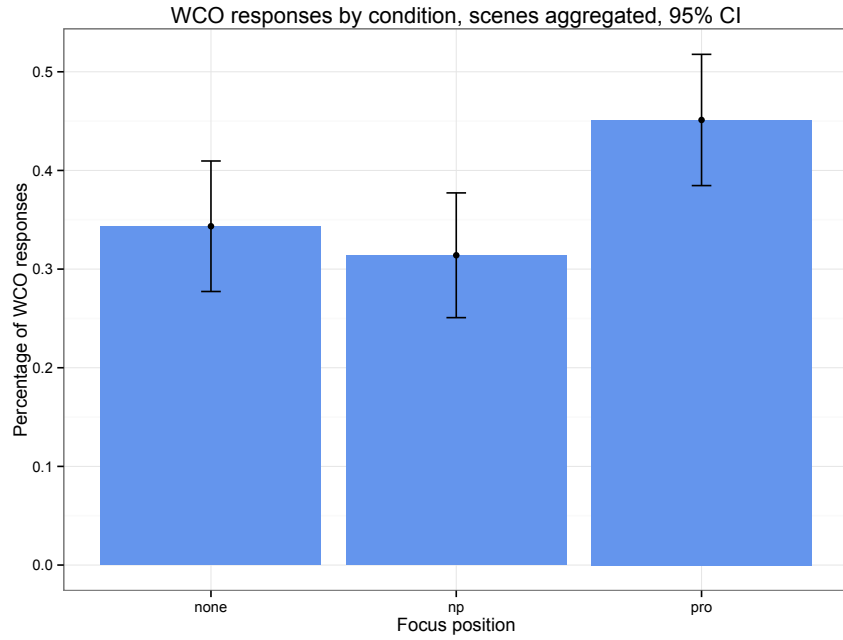 WCO responses by condition, scenes aggregated, 95% CI
Percentage of WCO responses
0.5
0.4
0.3
0.2
0.1
0.0
none np pro
Focus position